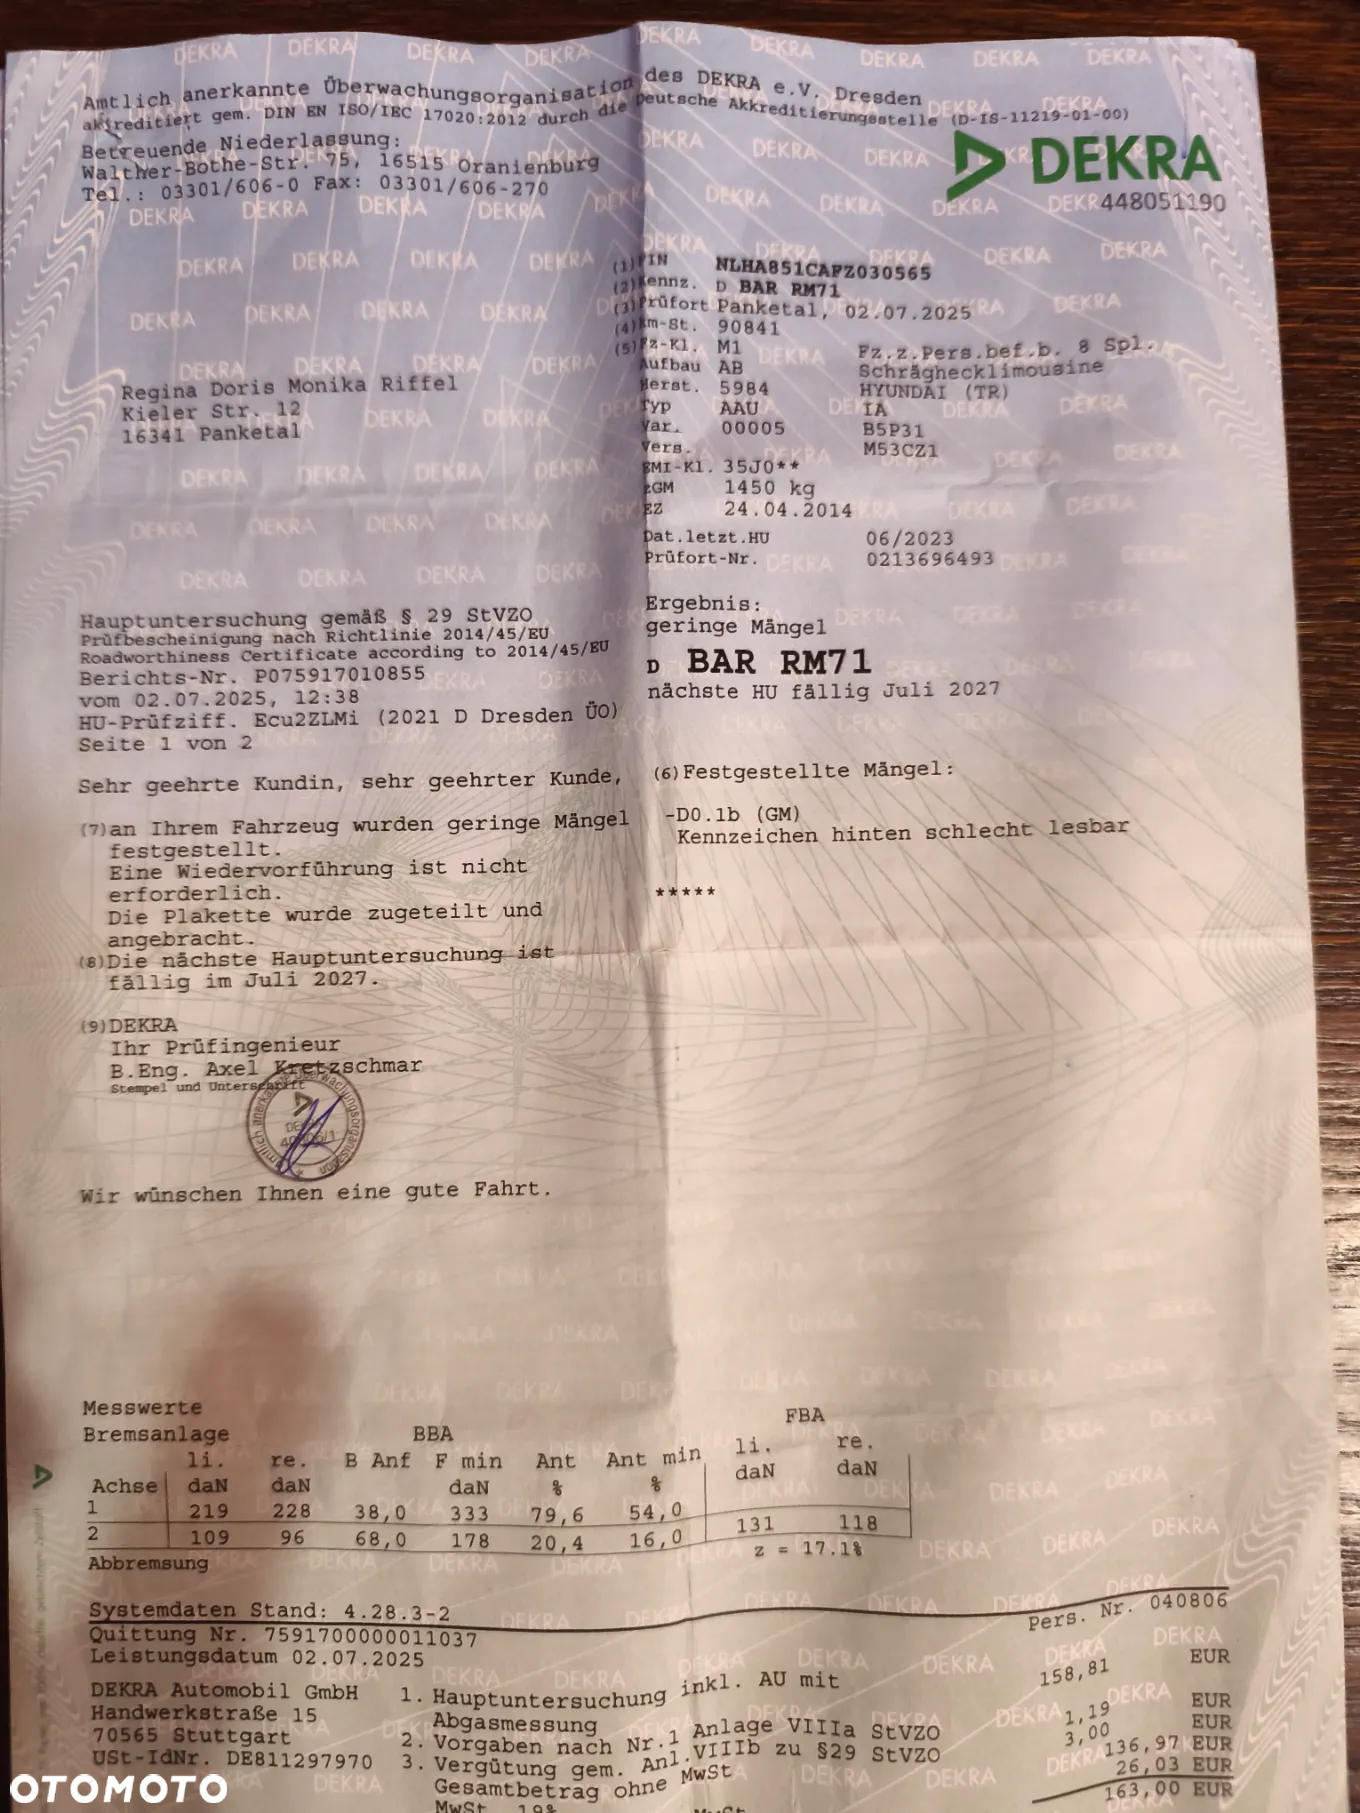 Amtlich anerkannte Überwachungsorganisation des DEKRA e.V. Dresden
akkreditiert gem. DIN EN ISO/IEC 17020:2012 durch die Deutsche Akkreditierungsstelle (D-IS-11219-01-00)
Betreuende Niederlassung:
Walther-Bothe-Str. 75, 16515 Oranienburg
Tel.: 03301/606-0 Fax: 03301/606-270
DEKRA
448051190
(1)FIN NLHA851CAFZ030565
(2)Kennz. D BAR RM71
(3)Prüfort Panketal, 02.07.2025
(4)km-St. 90841
(5)Fz-Kl. M1 Fz.z.Pers.bef.b. 8 Spl.
Aufbau AB Schräghecklimousine
Herst. 5984 HYUNDAI (TR)
Typ AAU IA
Var. 00005 B5P31
Vers. M53CZ1
EMI-Kl. 35J0**
zGM 1450 kg
EZ 24.04.2014
Dat.letzt.HU 06/2023
Prüfort-Nr. 0213696493
Regina Doris Monika Riffel
Kieler Str. 12
16341 Panketal
Hauptuntersuchung gemäß § 29 StVZO
Prüfbescheinigung nach Richtlinie 2014/45/EU
Roadworthiness Certificate according to 2014/45/EU
Berichts-Nr. P075917010855
vom 02.07.2025, 12:38
HU-Prüfziff. Ecu2ZLMi (2021 D Dresden ÜO)
Seite 1 von 2
Ergebnis:
geringe Mängel
D BAR RM71
nächste HU fällig Juli 2027
Sehr geehrte Kundin, sehr geehrter Kunde,
(7)an Ihrem Fahrzeug wurden geringe Mängel
festgestellt.
Eine Wiedervorführung ist nicht
erforderlich.
Die Plakette wurde zugeteilt und
angebracht.
(8)Die nächste Hauptuntersuchung ist
fällig im Juli 2027.
(6)Festgestellte Mängel:
-D0.1b (GM)
Kennzeichen hinten schlecht lesbar
*****
(9)DEKRA
Ihr Prüfingenieur
B.Eng. Axel Kretzschmar
Stempel und Unterschrift
Wir wünschen Ihnen eine gute Fahrt.
Messwerte
Bremsanlage BBA FBA
li. re. B Anf F min Ant Ant min li. re.
Achse daN daN daN % % daN daN
1 219 228 38,0 333 79,6 54,0
2 109 96 68,0 178 20,4 16,0 131 118
Abbremsung z = 17.1%
Systemdaten Stand: 4.28.3-2 Pers. Nr. 040806
Quittung Nr. 7591700000011037
Leistungsdatum 02.07.2025 EUR
DEKRA Automobil GmbH
Handwerkstraße 15
70565 Stuttgart
USt-IdNr. DE811297970
1. Hauptuntersuchung inkl. AU mit 158,81
Abgasmessung 1,19 EUR
2. Vorgaben nach Nr.1 Anlage VIIIa StVZO 3,00 EUR
3. Vergütung gem. Anl.VIIIb zu §29 StVZO 136,97 EUR
Gesamtbetrag ohne MwSt 26,03 EUR
MwSt 19% 163,00 EUR
MwSt
OTOMOTO